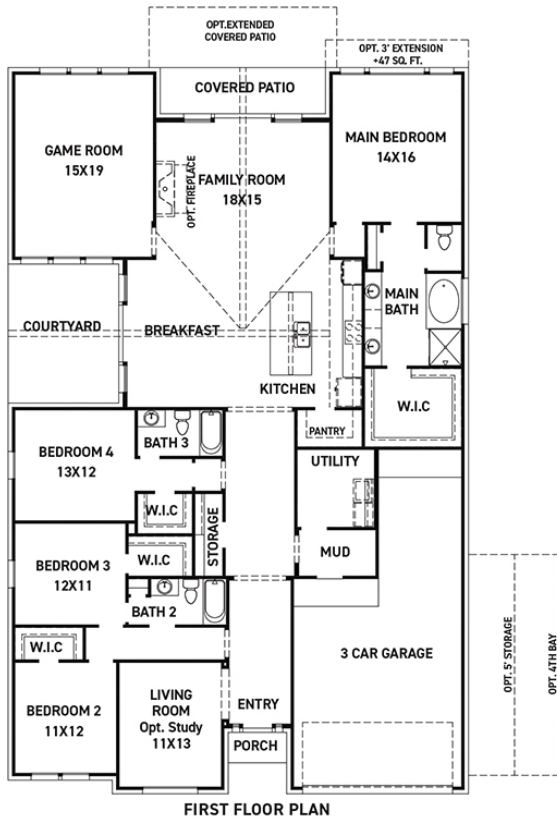 OPT.EXTENDED
COVERED PATIO
OPT. 3' EXTENSION
+47 SQ. FT.
COVERED PATIO
GAME ROOM
15X19
OPT. FIREPLACE
FAMILY ROOM
18X15
MAIN BEDROOM
14X16
COURTYARD
BREAKFAST
KITCHEN
MAIN
BATH
W.I.C
PANTRY
BEDROOM 4
13X12
BATH 3
W.I.C
STORAGE
UTILITY
MUD
BEDROOM 3
12X11
W.I.C
BATH 2
W.I.C
BEDROOM 2
11X12
LIVING
ROOM
Opt. Study
11X13
ENTRY
PORCH
3 CAR GARAGE
OPT. 5' STORAGE
OPT. 4TH BAY
FIRST FLOOR PLAN